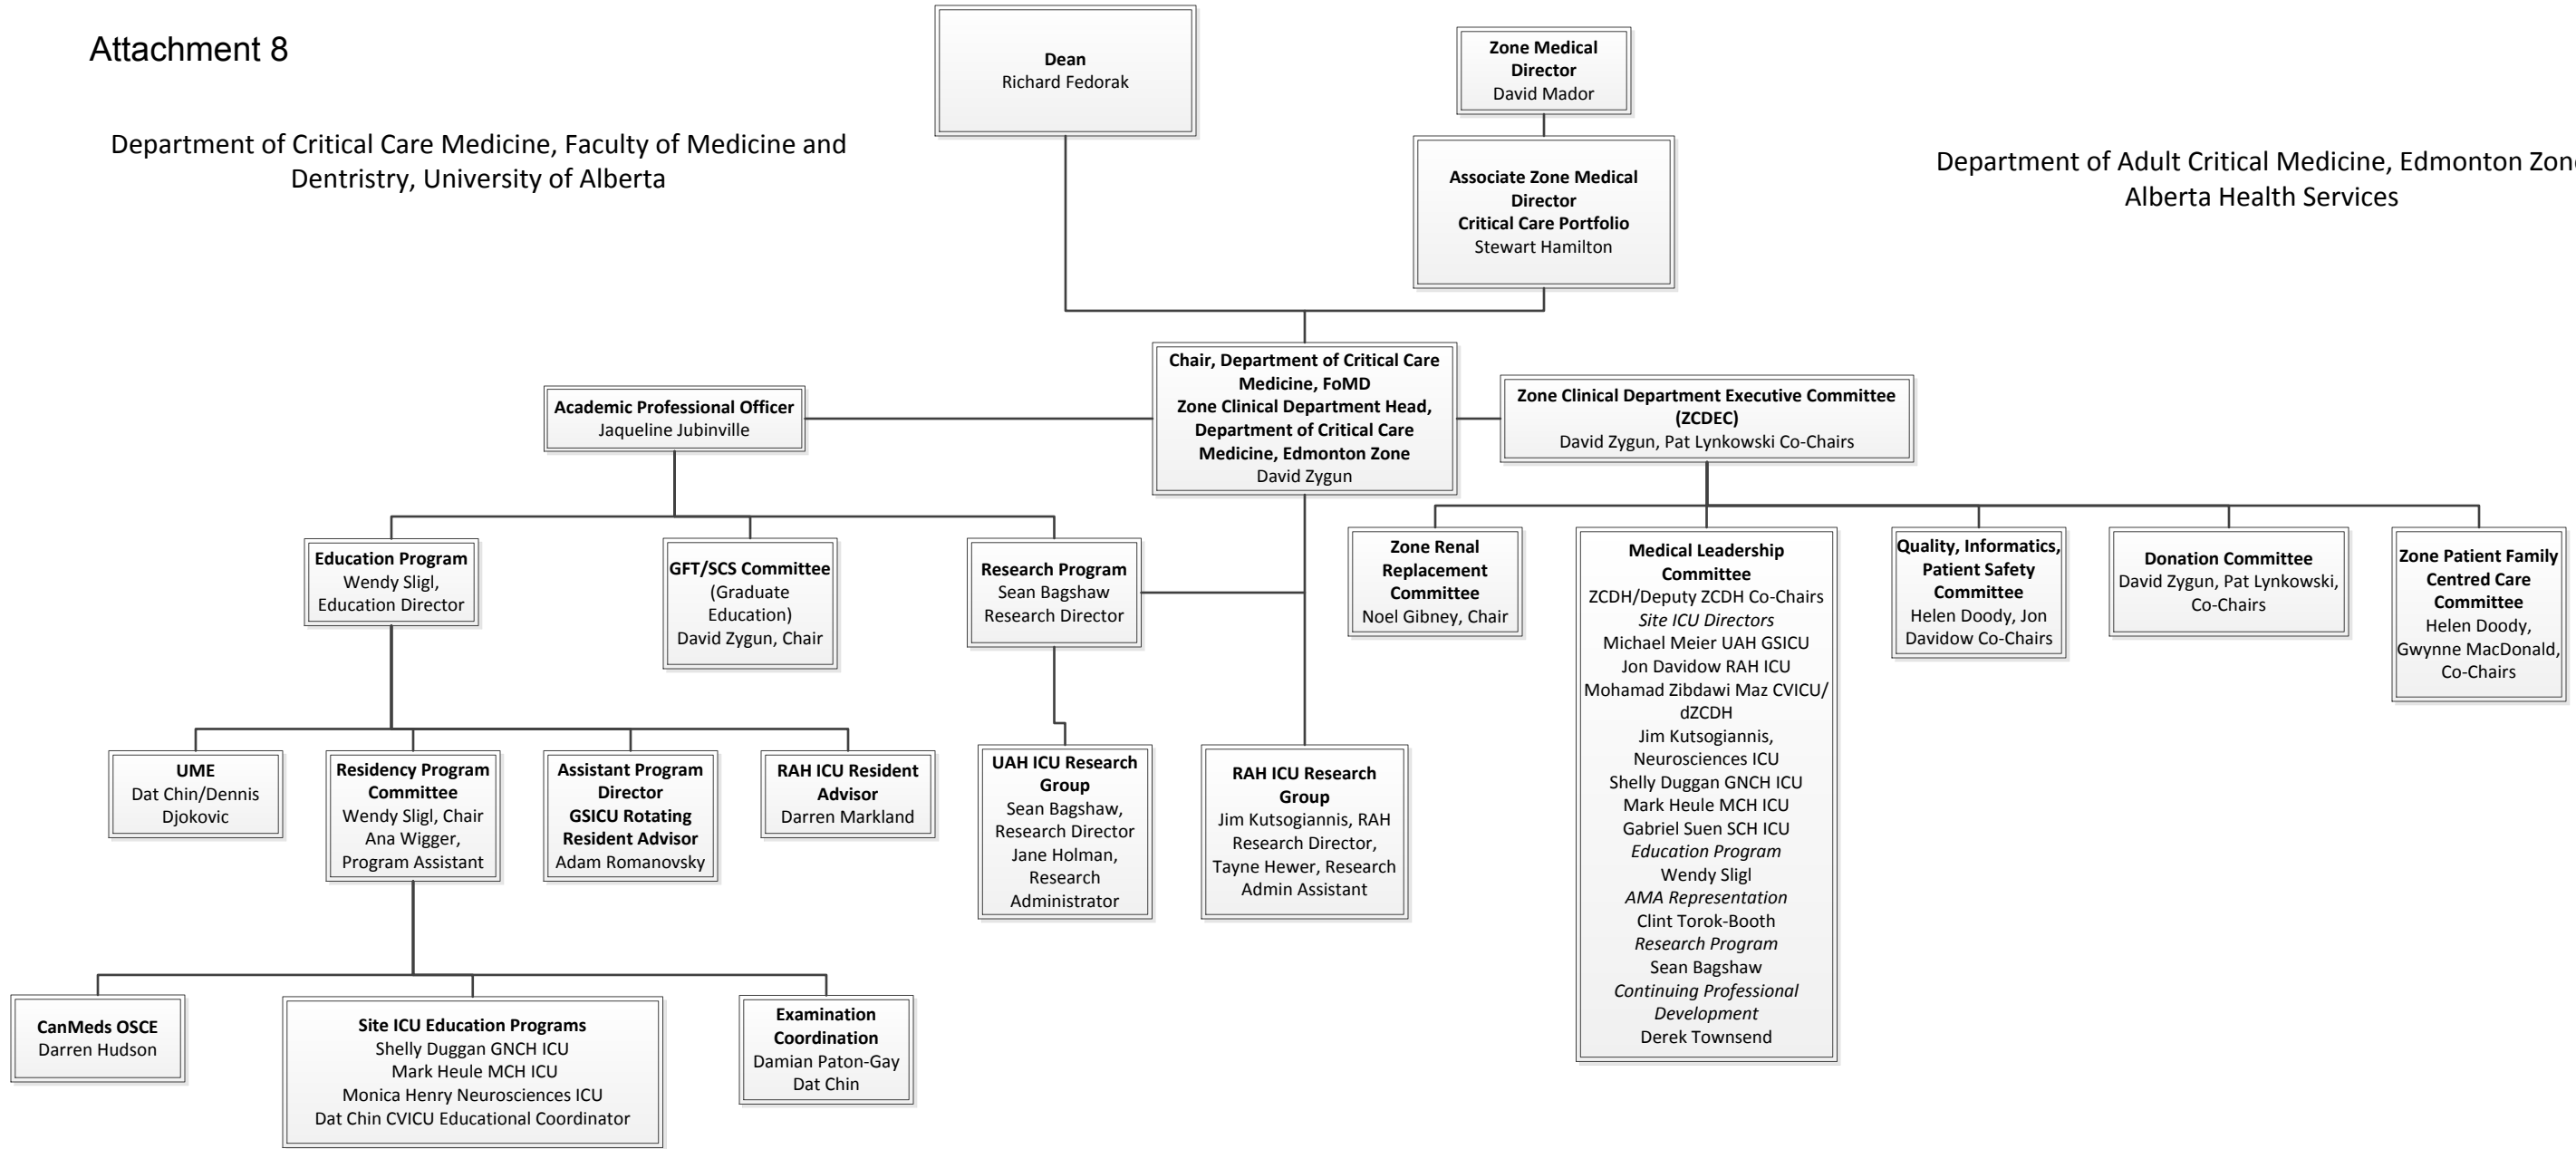 Attachment 8
Department of Critical Care Medicine, Faculty of Medicine and
Dentristry, University of Alberta
Dean
Richard Fedorak
Zone Medical
Director
David Mador
Associate Zone Medical
Director
Critical Care Portfolio
Stewart Hamilton
Department of Adult Critical Medicine, Edmonton Zon
Alberta Health Services
Chair, Department of Critical Care
Medicine, FoMD
Zone Clinical Department Head,
Department of Critical Care
Medicine, Edmonton Zone
David Zygun
Academic Professional Officer
Jaqueline Jubinville
Zone Clinical Department Executive Committee
(ZCDEC)
David Zygun, Pat Lynkowski Co-Chairs
Education Program
Wendy Sligl,
Education Director
GFT/SCS Committee
(Graduate
Education)
David Zygun, Chair
Research Program
Sean Bagshaw
Research Director
Zone Renal
Replacement
Committee
Noel Gibney, Chair
Medical Leadership
Committee
ZCDH/Deputy ZCDH Co-Chairs
Site ICU Directors
Michael Meier UAH GSICU
Jon Davidow RAH ICU
Mohamad Zibdawi Maz CVICU/
dZCDH
Jim Kutsogiannis,
Neurosciences ICU
Shelly Duggan GNCH ICU
Mark Heule MCH ICU
Gabriel Suen SCH ICU
Education Program
Wendy Sligl
AMA Representation
Clint Torok-Booth
Research Program
Sean Bagshaw
Continuing Professional
Development
Derek Townsend
Quality, Informatics,
Patient Safety
Committee
Helen Doody, Jon
Davidow Co-Chairs
Donation Committee
David Zygun, Pat Lynkowski,
Co-Chairs
Zone Patient Family
Centred Care
Committee
Helen Doody,
Gwynne MacDonald,
Co-Chairs
UME
Dat Chin/Dennis
Djokovic
Residency Program
Committee
Wendy Sligl, Chair
Ana Wigger,
Program Assistant
Assistant Program
Director
GSICU Rotating
Resident Advisor
Adam Romanovsky
RAH ICU Resident
Advisor
Darren Markland
UAH ICU Research
Group
Sean Bagshaw,
Research Director
Jane Holman,
Research
Administrator
RAH ICU Research
Group
Jim Kutsogiannis, RAH
Research Director,
Tayne Hewer, Research
Admin Assistant
CanMeds OSCE
Darren Hudson
Site ICU Education Programs
Shelly Duggan GNCH ICU
Mark Heule MCH ICU
Monica Henry Neurosciences ICU
Dat Chin CVICU Educational Coordinator
Examination
Coordination
Damian Paton-Gay
Dat Chin